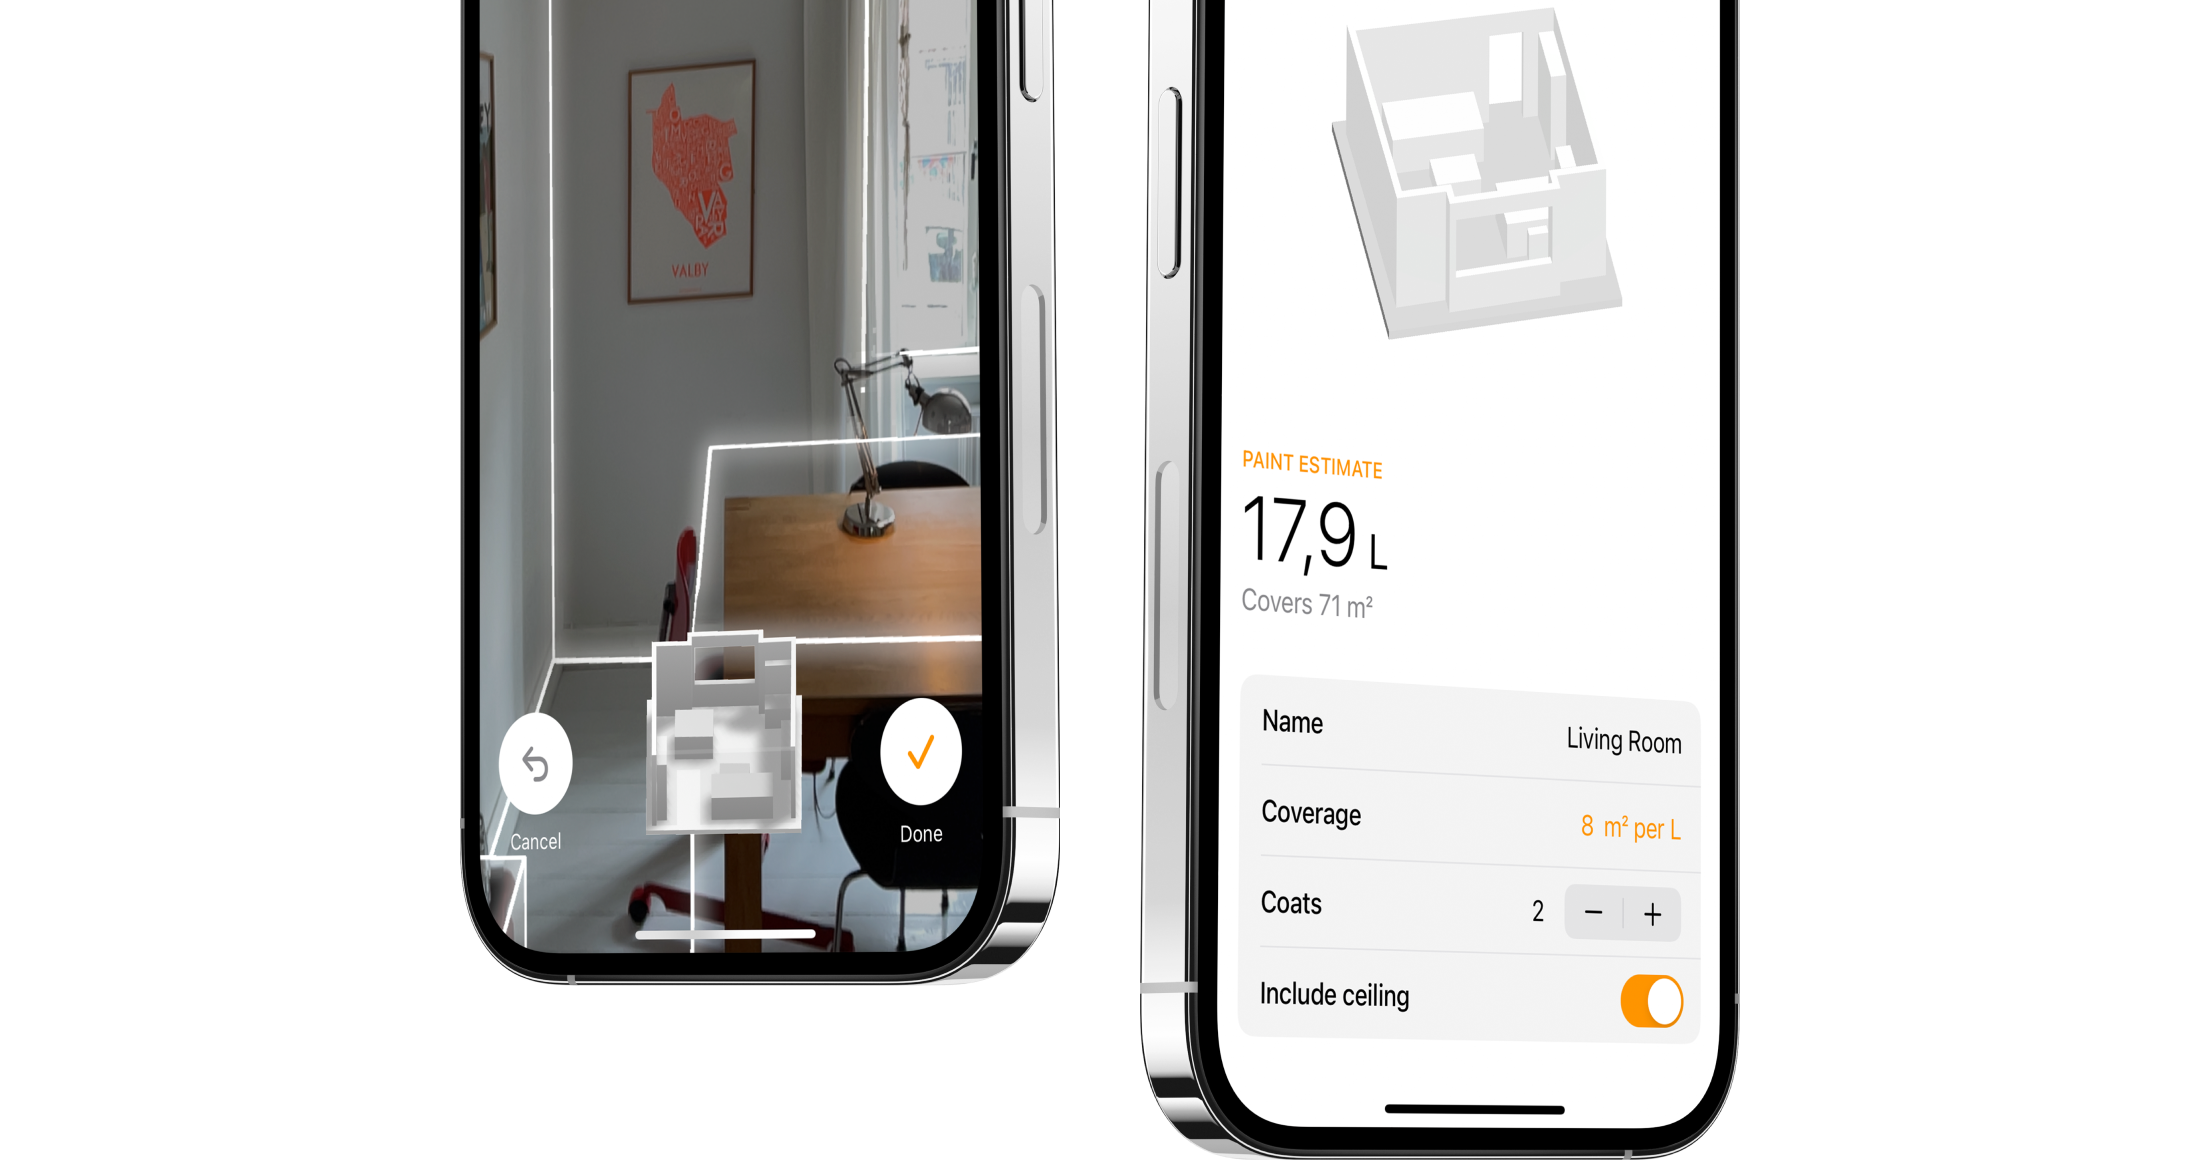 VALBY
Cancel
Done
PAINT ESTIMATE
17,9 L
Covers 71 m²
Name
Living Room
Coverage
8 m² per L
Coats
2
−
+
Include ceiling